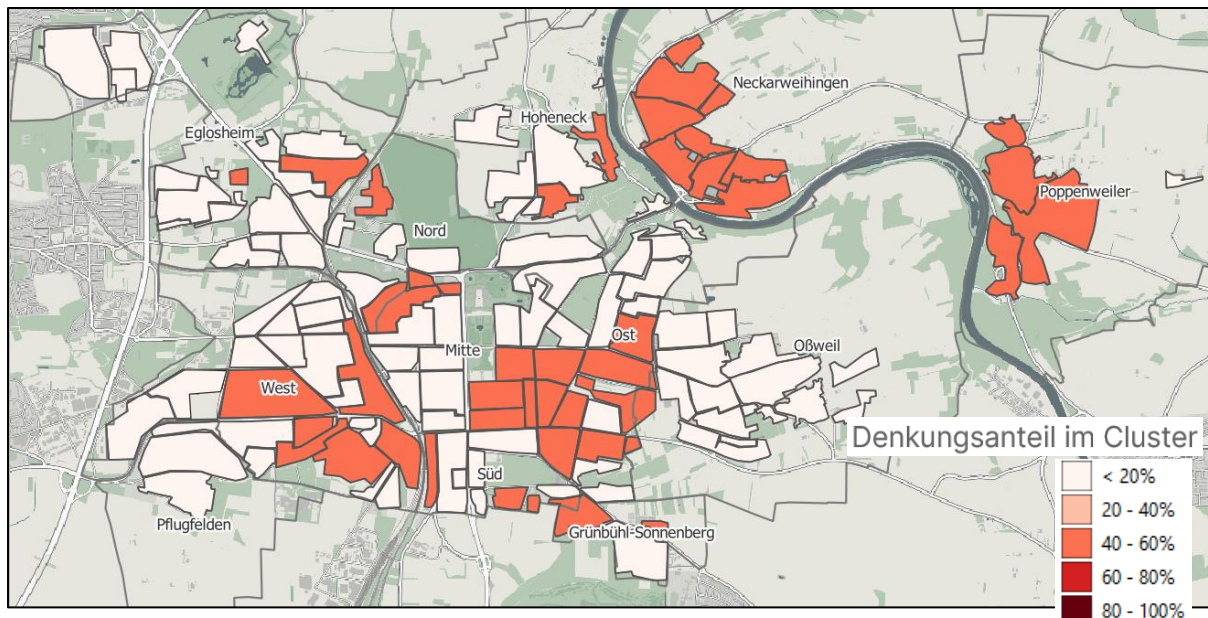 Neckarweihingen
Hoheneck
Eglosheim
Poppenweiler
Nord
Ost
Mitte
Oßweil
West
Süd
Pflugfelden
Grünbühl-Sonnenberg
Denkungsanteil im Cluster
< 20%
20 - 40%
40 - 60%
60 - 80%
80 - 100%